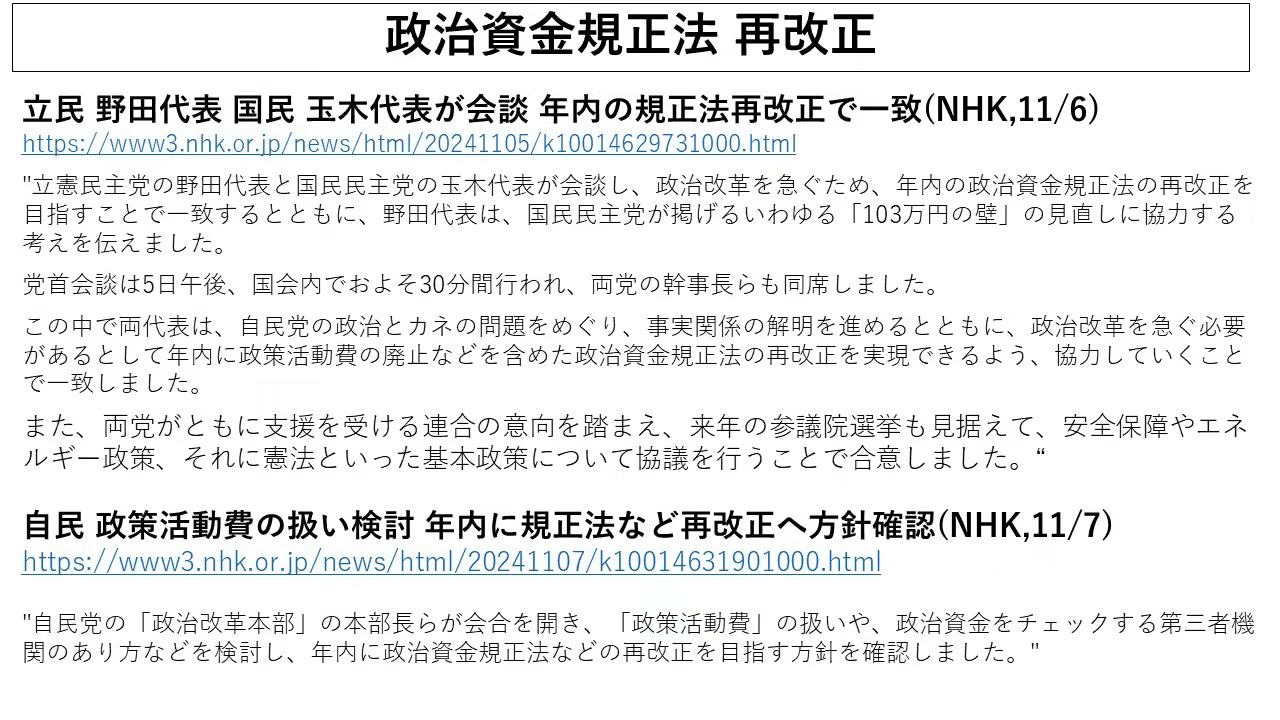 政治資金規正法 再改正
立民 野田代表 国民 玉木代表が会談 年内の規正法再改正で一致(NHK,11/6)
https://www3.nhk.or.jp/news/html/20241105/k10014629731000.html
"立憲民主党の野田代表と国民民主党の玉木代表が会談し、政治改革を急ぐため、年内の政治資金規正法の再改正を
目指すことで一致するとともに、野田代表は、国民民主党が掲げるいわゆる「103万円の壁」の見直しに協力する
考えを伝えました。
党首会談は5日午後、国会内でおよそ30分間行われ、両党の幹事長らも同席しました。
この中で両代表は、自民党の政治とカネの問題をめぐり、事実関係の解明を進めるとともに、政治改革を急ぐ必要
があるとして年内に政策活動費の廃止などを含めた政治資金規正法の再改正を実現できるよう、協力していくこと
で一致しました。
また、両党がともに支援を受ける連合の意向を踏まえ、来年の参議院選挙も見据えて、安全保障やエネ
ルギー政策、それに憲法といった基本政策について協議を行うことで合意しました。“
自民 政策活動費の扱い検討 年内に規正法など再改正へ方針確認(NHK,11/7)
https://www3.nhk.or.jp/news/html/20241107/k10014631901000.html
"自民党の「政治改革本部」の本部長らが会合を開き、「政策活動費」の扱いや、政治資金をチェックする第三者機
関のあり方などを検討し、年内に政治資金規正法などの再改正を目指す方針を確認しました。"